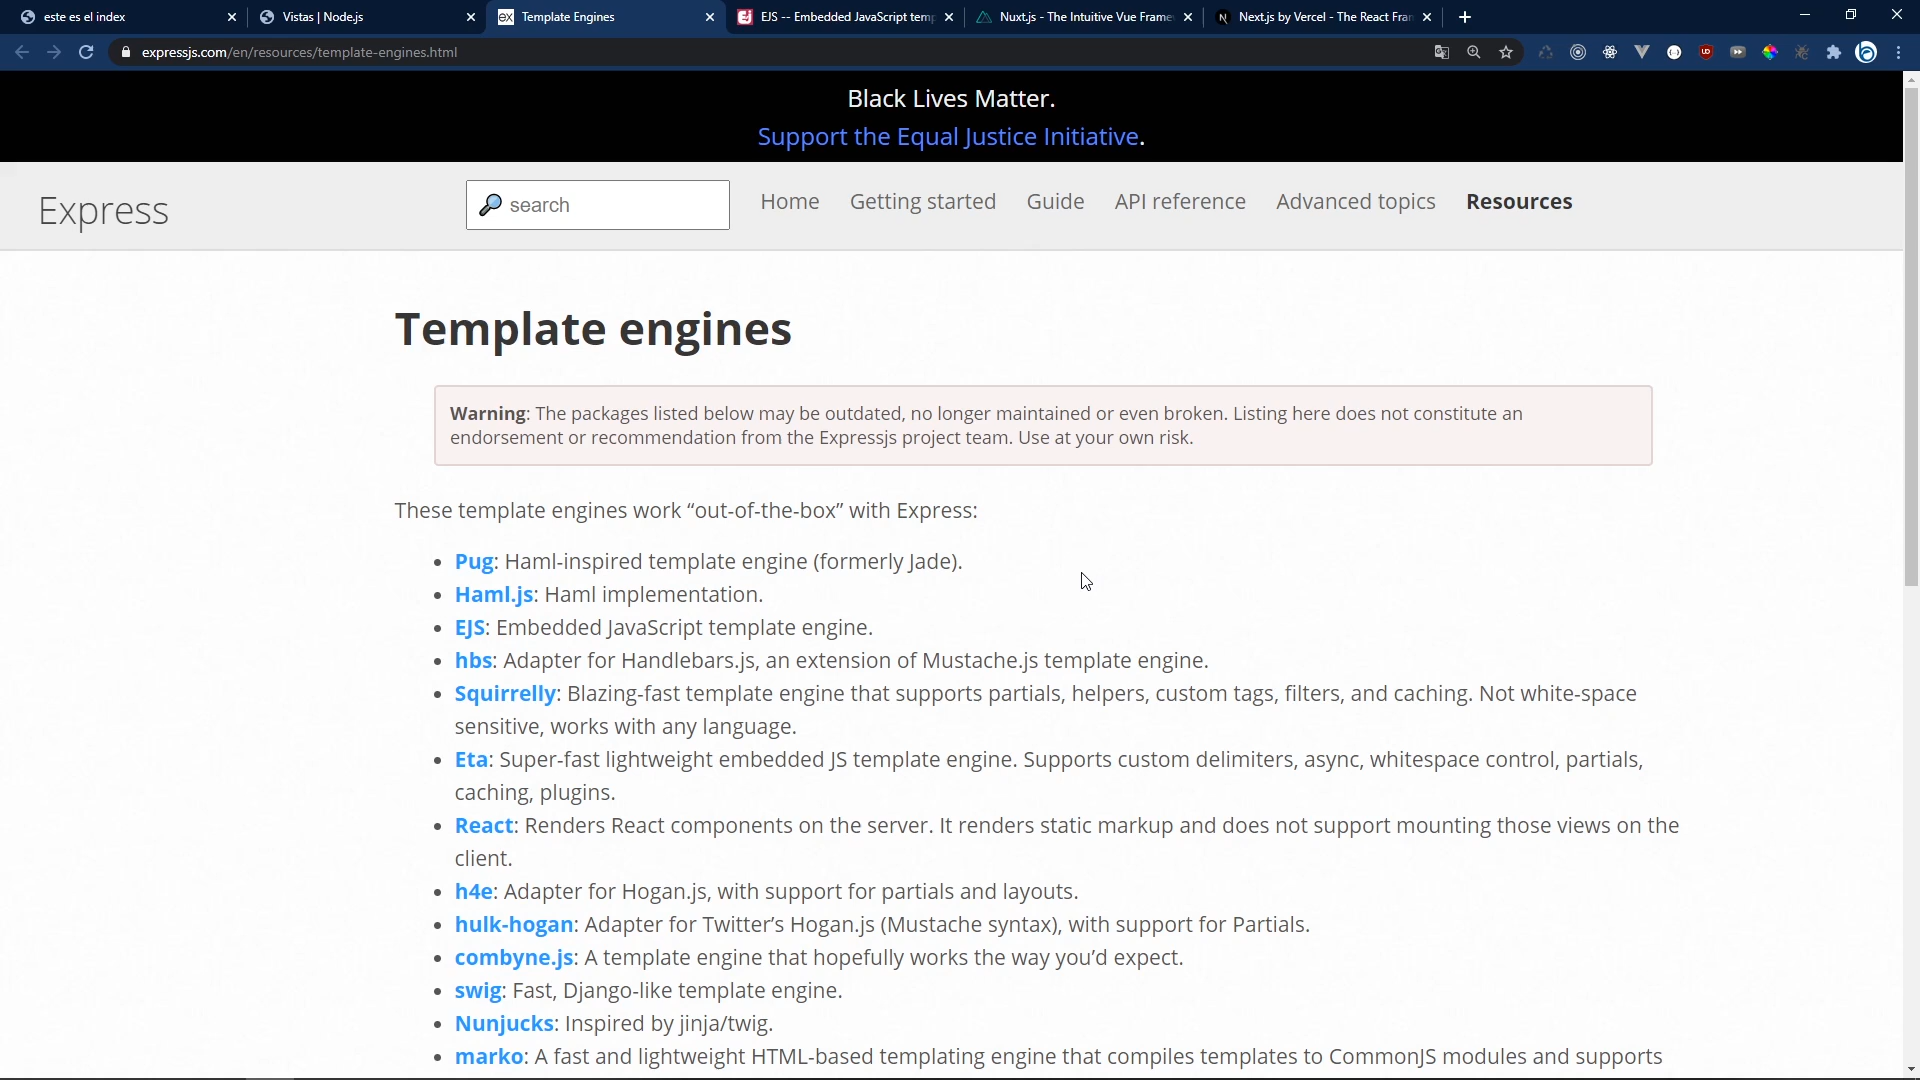 este es el index
Vistas | Node.js
Template Engines
EJS -- Embedded JavaScript temp
Nuxt.js - The Intuitive Vue Frame
Next.js by Vercel - The React Fra
expressjs.com/en/resources/template-engines.html
Black Lives Matter.
Support the Equal Justice Initiative.
Express
search
Home
Getting started
Guide
API reference
Advanced topics
Resources
Template engines
Warning: The packages listed below may be outdated, no longer maintained or even broken. Listing here does not constitute an
endorsement or recommendation from the Expressjs project team. Use at your own risk.
These template engines work “out-of-the-box” with Express:
• Pug: Haml-inspired template engine (formerly Jade).
• Haml.js: Haml implementation.
• EJS: Embedded JavaScript template engine.
• hbs: Adapter for Handlebars.js, an extension of Mustache.js template engine.
• Squirrelly: Blazing-fast template engine that supports partials, helpers, custom tags, filters, and caching. Not white-space
sensitive, works with any language.
• Eta: Super-fast lightweight embedded JS template engine. Supports custom delimiters, async, whitespace control, partials,
caching, plugins.
• React: Renders React components on the server. It renders static markup and does not support mounting those views on the
client.
• h4e: Adapter for Hogan.js, with support for partials and layouts.
• hulk-hogan: Adapter for Twitter’s Hogan.js (Mustache syntax), with support for Partials.
• combyne.js: A template engine that hopefully works the way you’d expect.
• swig: Fast, Django-like template engine.
• Nunjucks: Inspired by jinja/twig.
• marko: A fast and lightweight HTML-based templating engine that compiles templates to CommonJS modules and supports